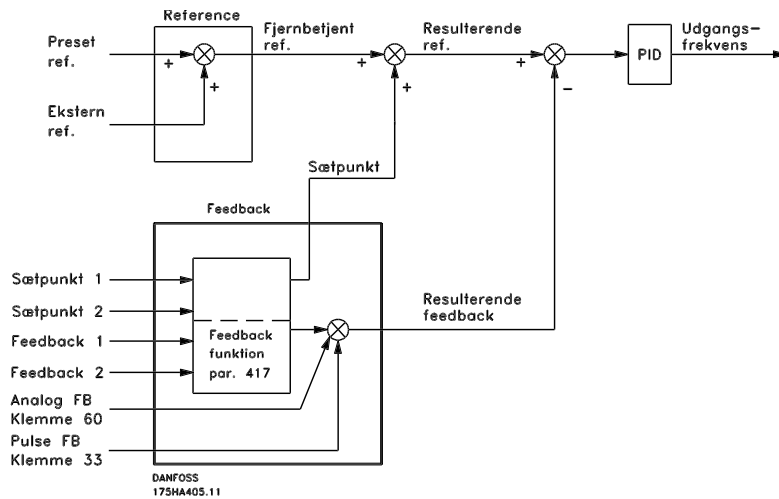 Reference
Preset
ref.
+
+
Ekstern
ref.
Fjernbetjent
ref.
+
+
Resulterende
ref.
+
−
PID
Udgangs-
frekvens
Sætpunkt
Feedback
Sætpunkt 1
Sætpunkt 2
Feedback 1
Feedback 2
Feedback
funktion
par. 417
Resulterende
feedback
Analog FB
Klemme 60
Pulse FB
Klemme 33
DANFOSS
175HA405.11